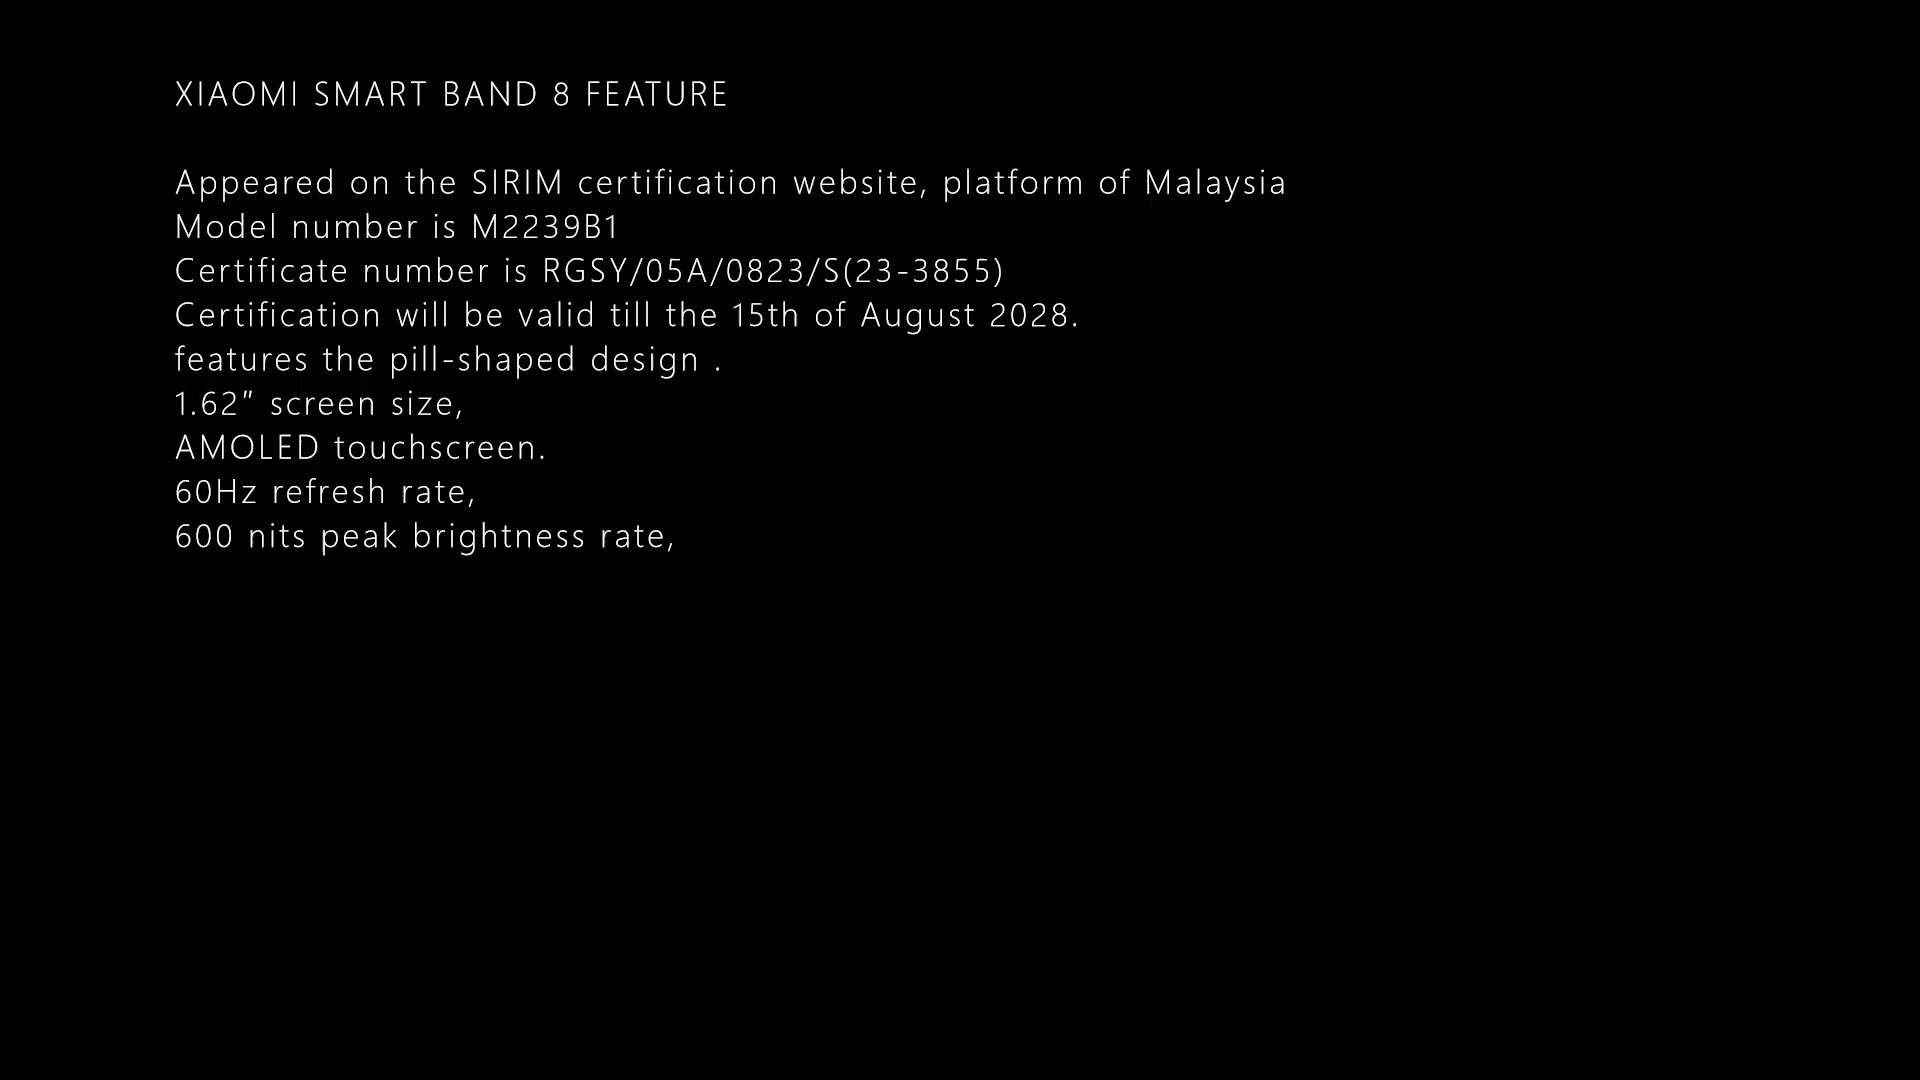 XIAOMI SMART BAND 8 FEATURE
Appeared on the SIRIM certification website, platform of Malaysia
Model number is M2239B1
Certificate number is RGSY/05A/0823/S(23-3855)
Certification will be valid till the 15th of August 2028.
features the pill-shaped design .
1.62″ screen size,
AMOLED touchscreen.
60Hz refresh rate,
600 nits peak brightness rate,